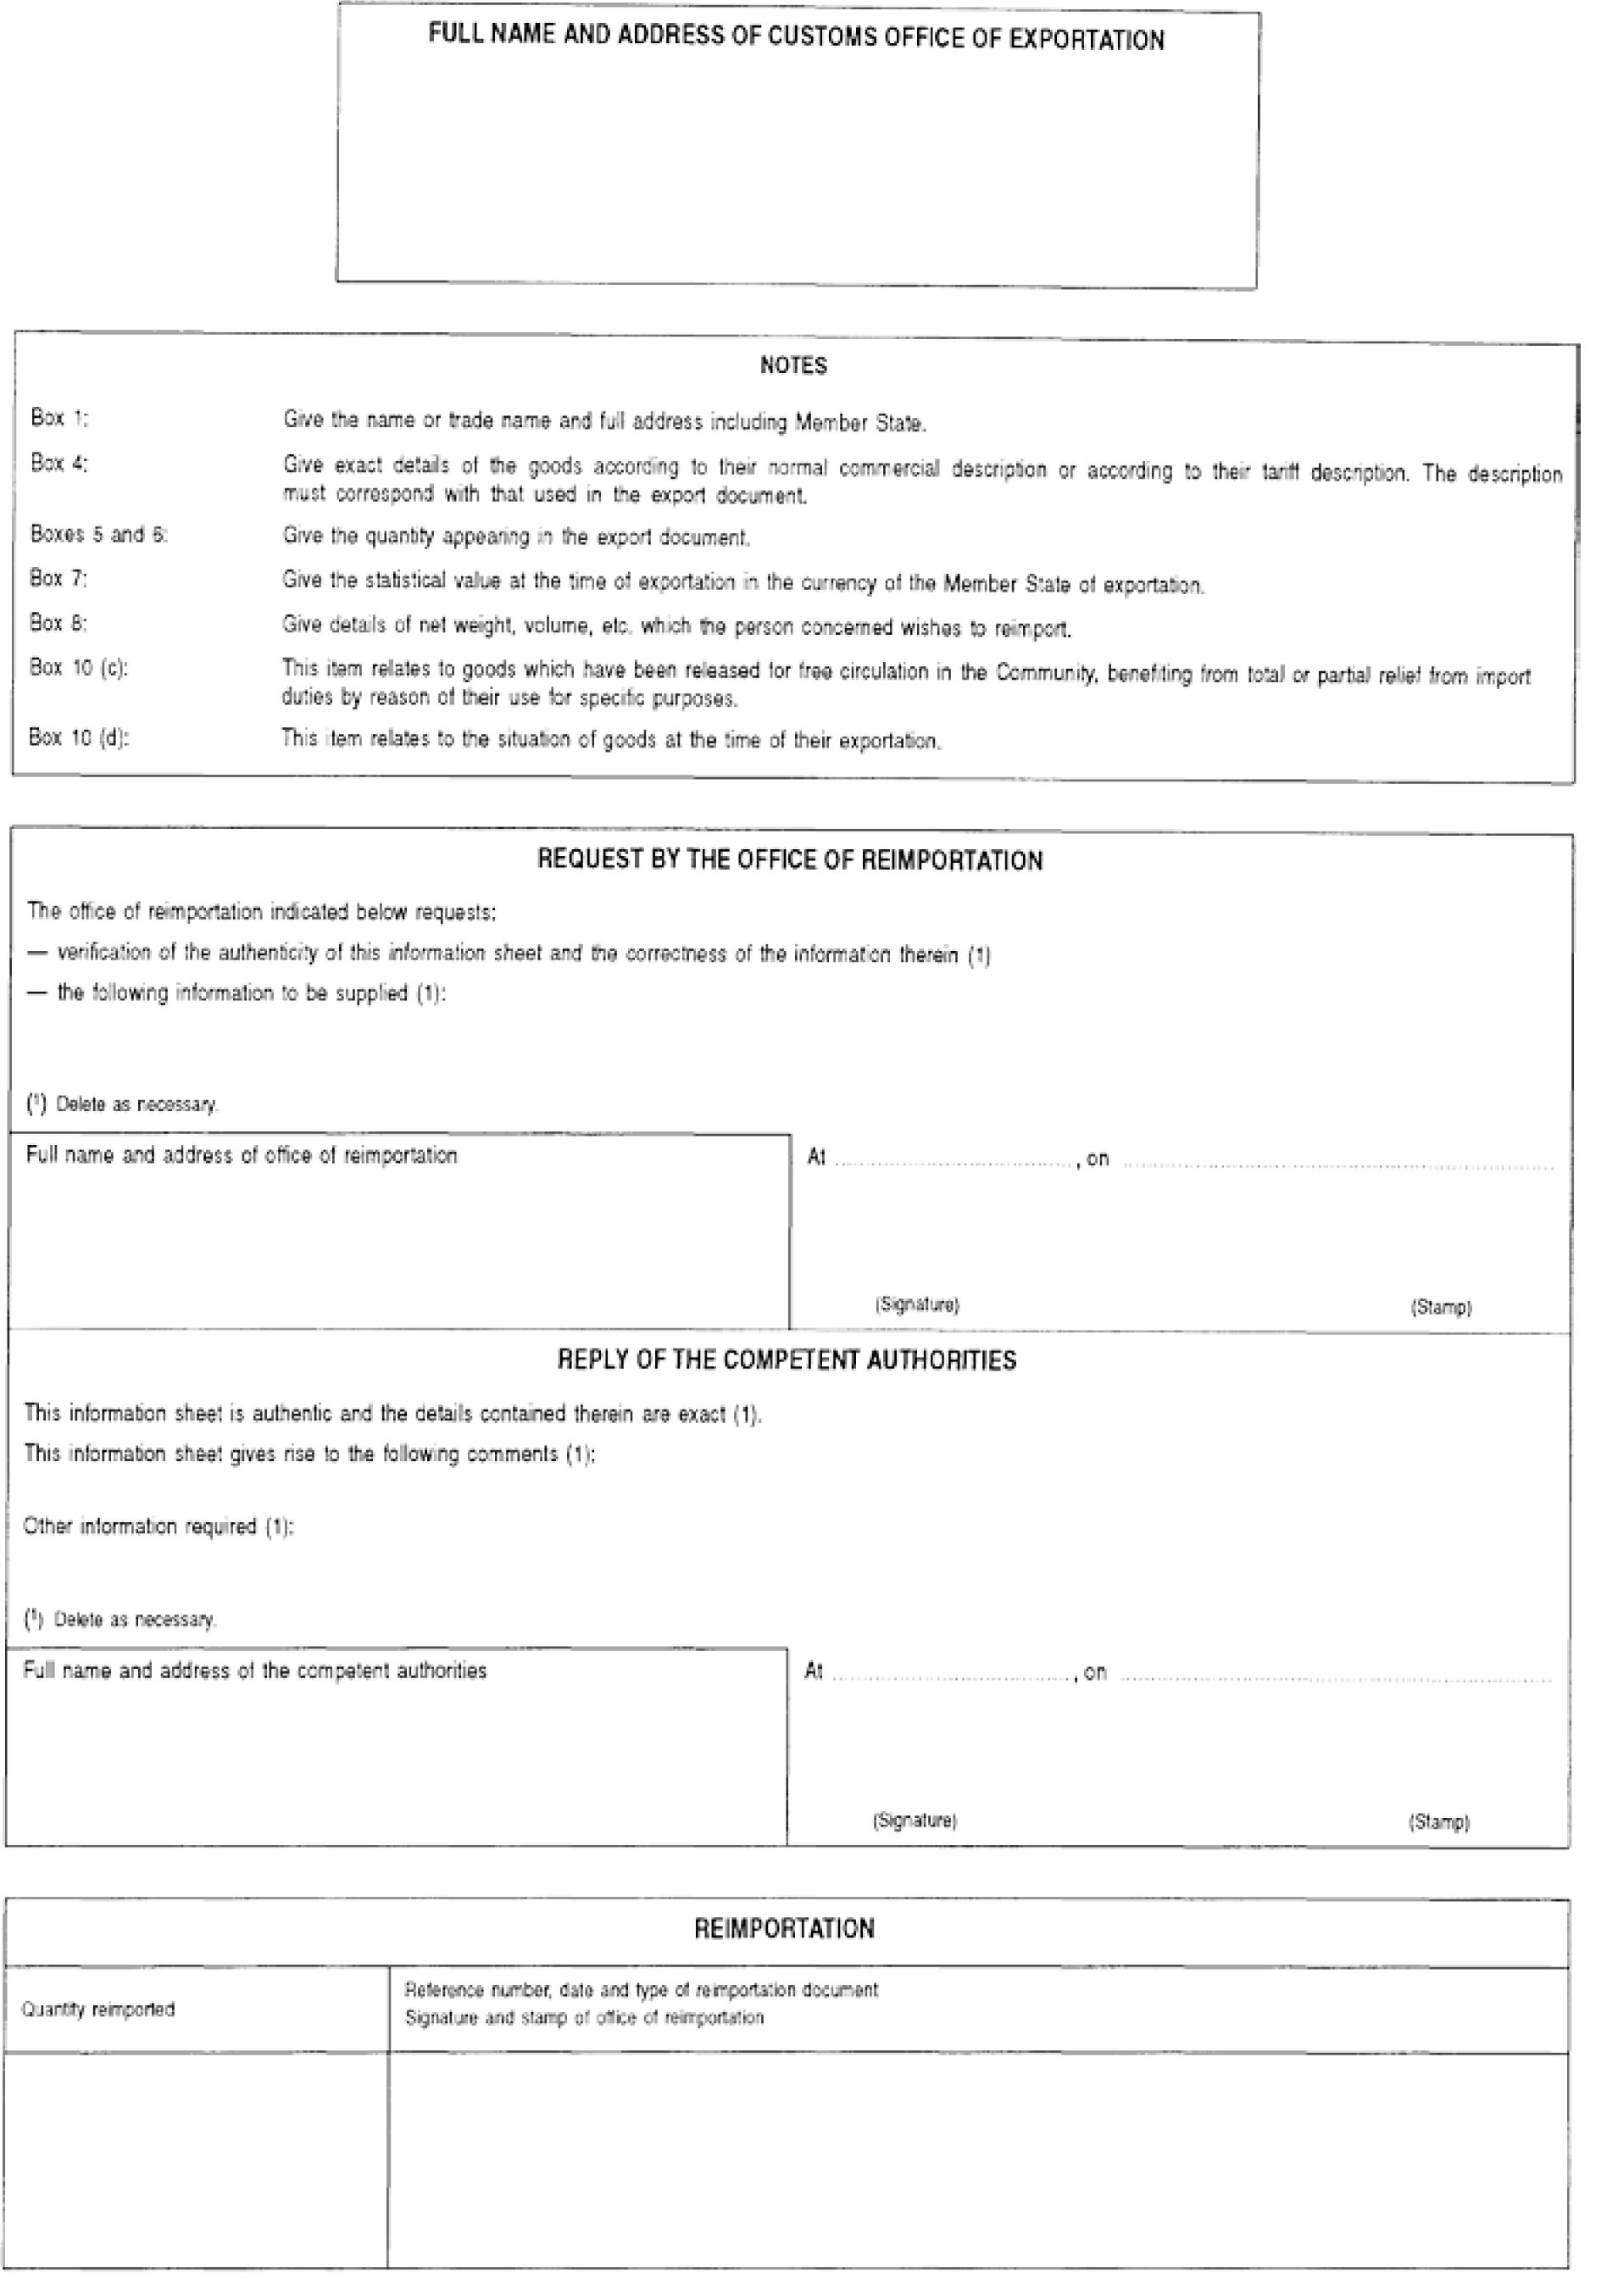 FULL NAME AND ADDRESS OF CUSTOMS OFFICE OF EXPORTATION
NOTES
Box 1: Give the name or trade name and full address including Member State.
Box 4: Give exact details of the goods according to their normal commercial description or according to their tariff description. The description
must correspond with that used in the export document.
Boxes 5 and 6: Give the quantity appearing in the export document.
Box 7: Give the statistical value at the time of exportation in the currency of the Member State of exportation.
Box 8: Give details of net weight, volume, etc. which the person concerned wishes to reimport.
Box 10 (c): This item relates to goods which have been released for free circulation in the Community, benefiting from total or partial relief from import
duties by reason of their use for specific purposes.
Box 10 (d): This item relates to the situation of goods at the time of their exportation.
REQUEST BY THE OFFICE OF REIMPORTATION
The office of reimportation indicated below requests:
— verification of the authenticity of this information sheet and the correctness of the information therein (1)
— the following information to be supplied (1):
(¹) Delete as necessary.
Full name and address of office of reimportation
At ........................, on ........................
(Signature) (Stamp)
REPLY OF THE COMPETENT AUTHORITIES
This information sheet is authentic and the details contained therein are exact (1).
This information sheet gives rise to the following comments (1):
Other information required (1):
(¹) Delete as necessary.
Full name and address of the competent authorities
At ........................, on ........................
(Signature) (Stamp)
REIMPORTATION
Quantity reimported
Reference number, date and type of reimportation document
Signature and stamp of office of reimportation